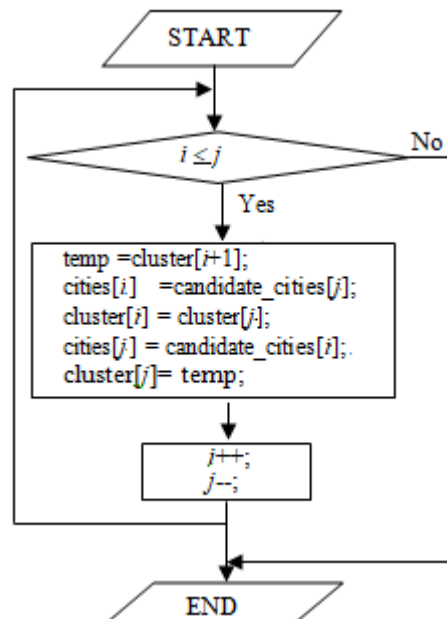 START
i ≤ j
No
Yes
temp =cluster[i+1];
cities[i.] =candidate_cities[j];
cluster[i] = cluster[j.];
cities[j] = candidate_cities[i];.
cluster[j]= temp;
i++;
j--;
END